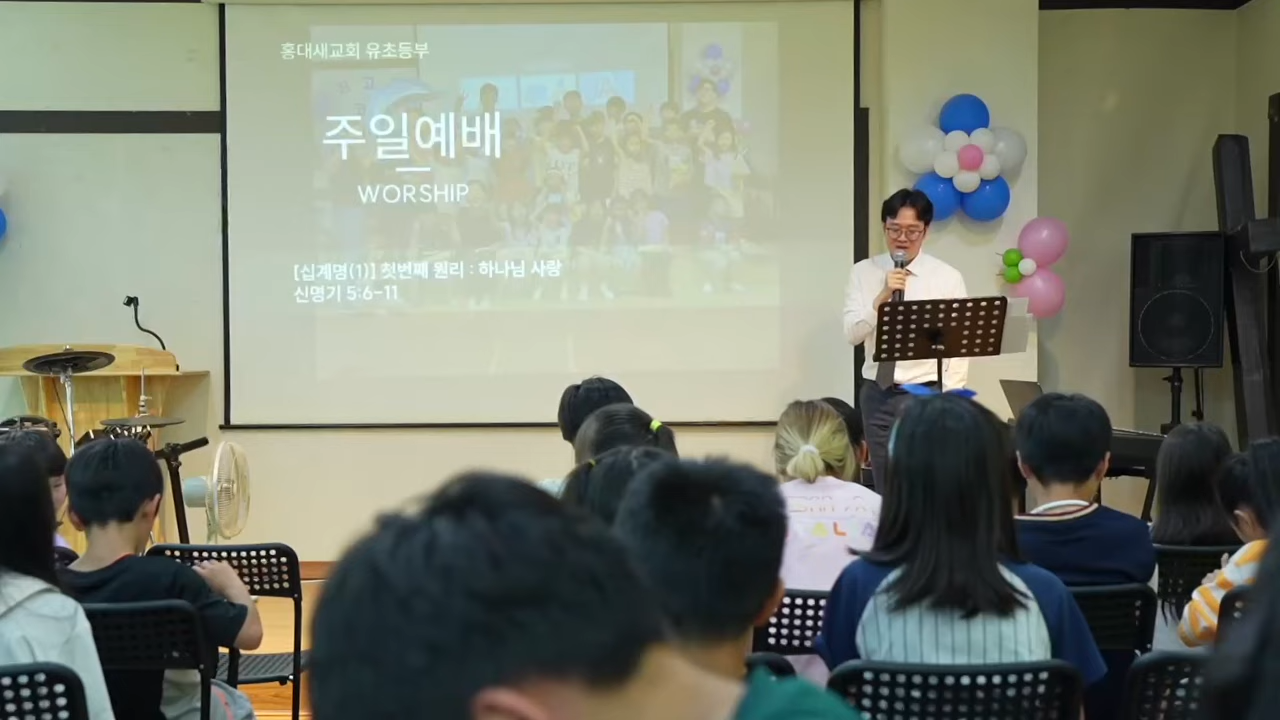 홍대새교회 유초등부
주일예배
WORSHIP
[십계명(1)] 첫번째 원리 : 하나님 사랑
신명기 5:6-11